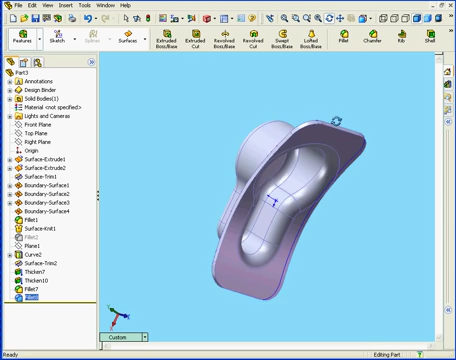 File Edit View Insert Tools Window Help
Features Sketch Splines Surfaces Extruded Boss/Base Extruded Cut Revolved Boss/Base Revolved Cut Swept Boss/Base Lofted Boss/Base Fillet Chamfer Rib Shell
Part3
Annotations
Design Binder
Solid Bodies(1)
Material <not specified>
Lights and Cameras
Front Plane
Top Plane
Right Plane
Origin
Surface-Extrude1
Surface-Extrude2
Surface-Trim1
Boundary-Surface1
Boundary-Surface2
Boundary-Surface3
Boundary-Surface4
Fillet1
Surface-Knit1
Fillet2
Plane1
Curve2
Surface-Trim2
Thicken7
Thicken10
Fillet7
Custom
Ready
Editing Part